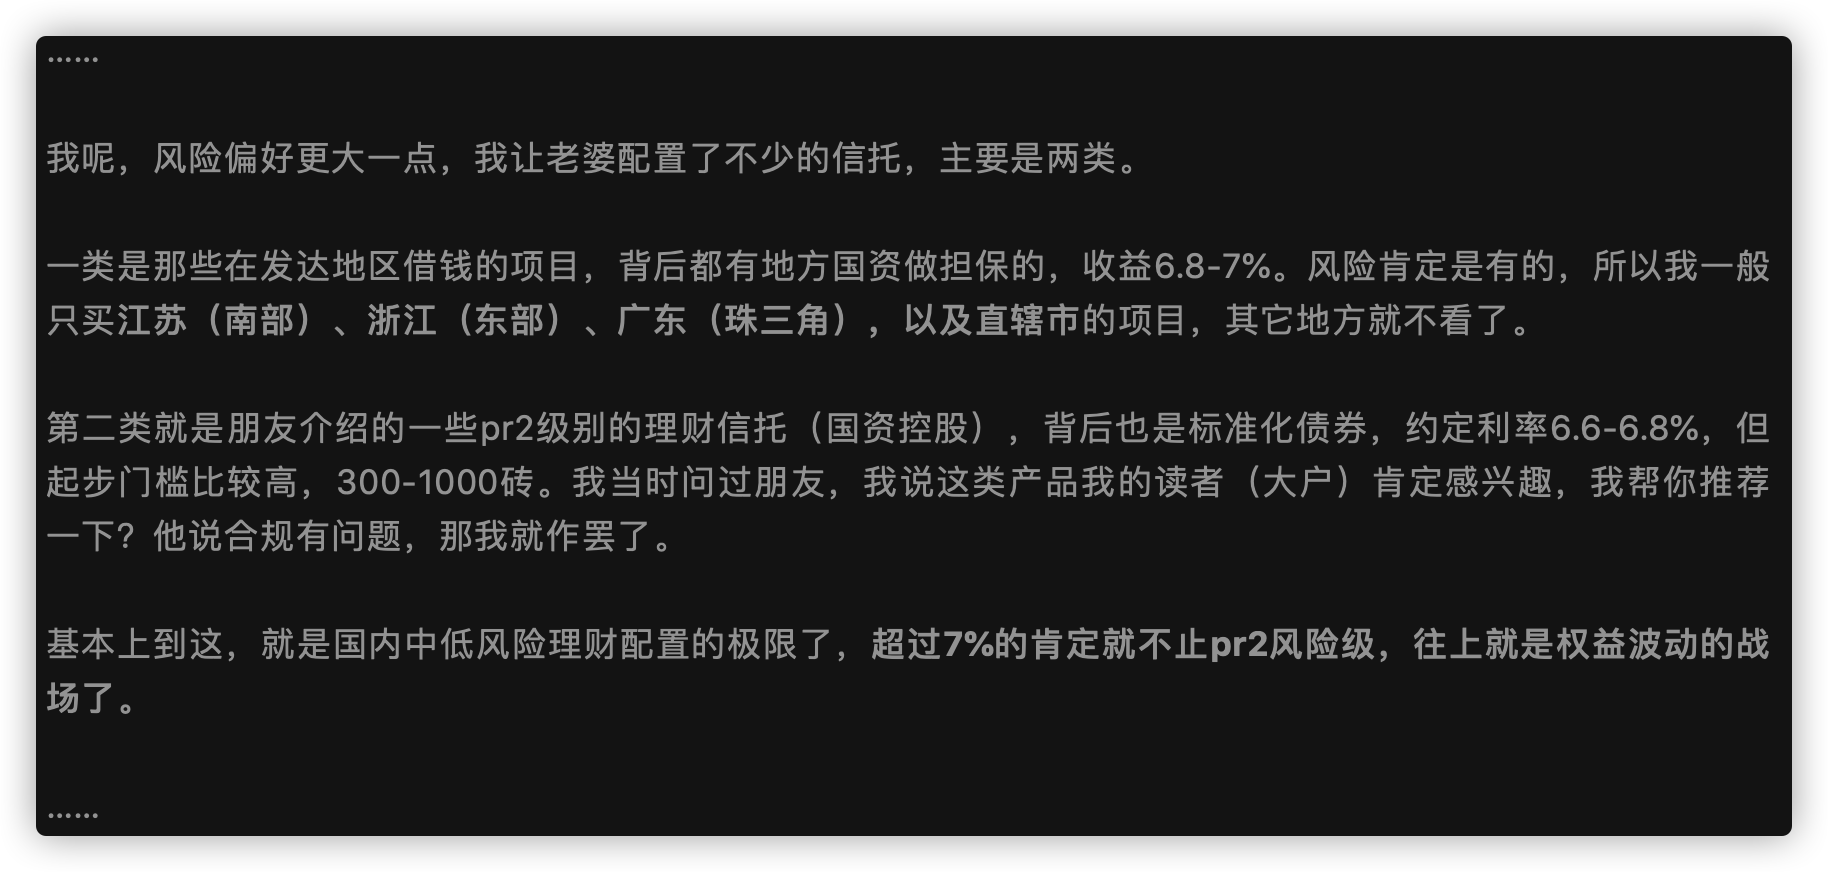 ……
我呢，风险偏好更大一点，我让老婆配置了不少的信托，主要是两类。
一类是那些在发达地区借钱的项目，背后都有地方国资做担保的，收益6.8-7%。风险肯定是有的，所以我一般
只买江苏（南部）、浙江（东部）、广东（珠三角），以及直辖市的项目，其它地方就不看了。
第二类就是朋友介绍的一些pr2级别的理财信托（国资控股），背后也是标准化债券，约定利率6.6-6.8%，但
起步门槛比较高，300-1000砖。我当时问过朋友，我说这类产品我的读者（大户）肯定感兴趣，我帮你推荐
一下？他说合规有问题，那我就作罢了。
基本上到这，就是国内中低风险理财配置的极限了，超过7%的肯定就不止pr2风险级，往上就是权益波动的战
场了。
……